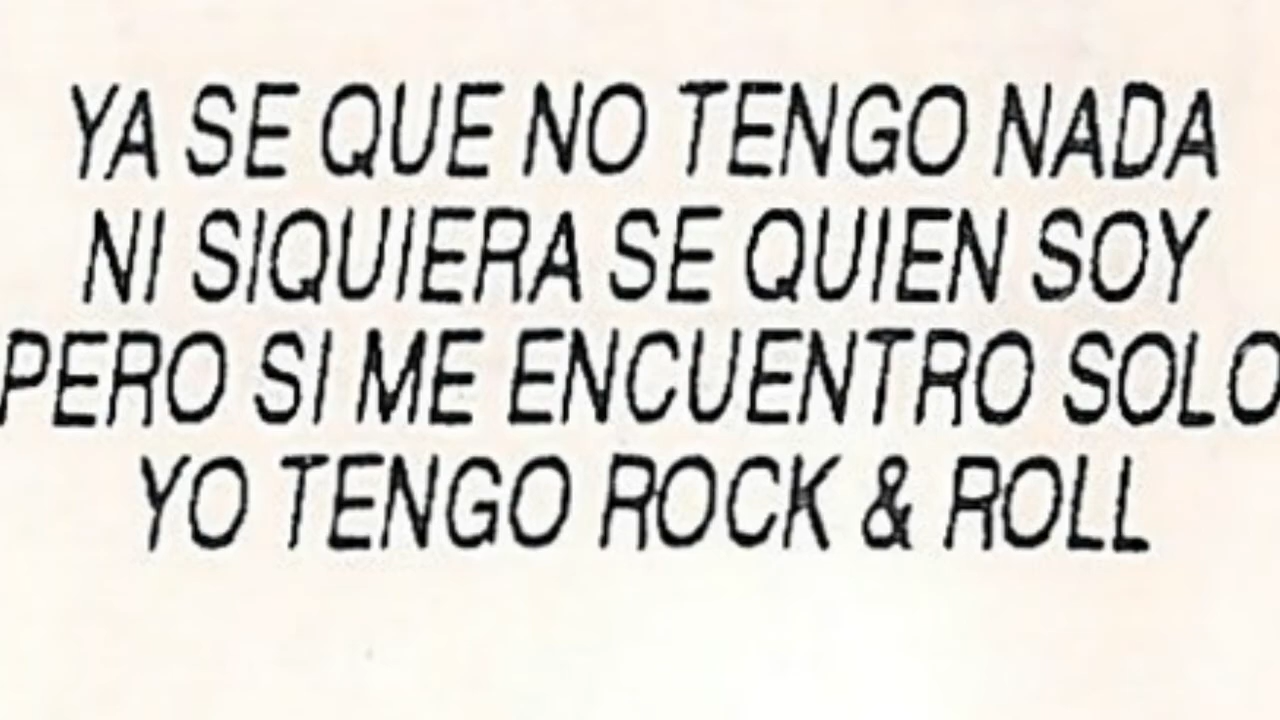 YA SE QUE NO TENGO NADA
NI SIQUIERA SE QUIEN SOY
PERO SI ME ENCUENTRO SOLO
YO TENGO ROCK & ROLL